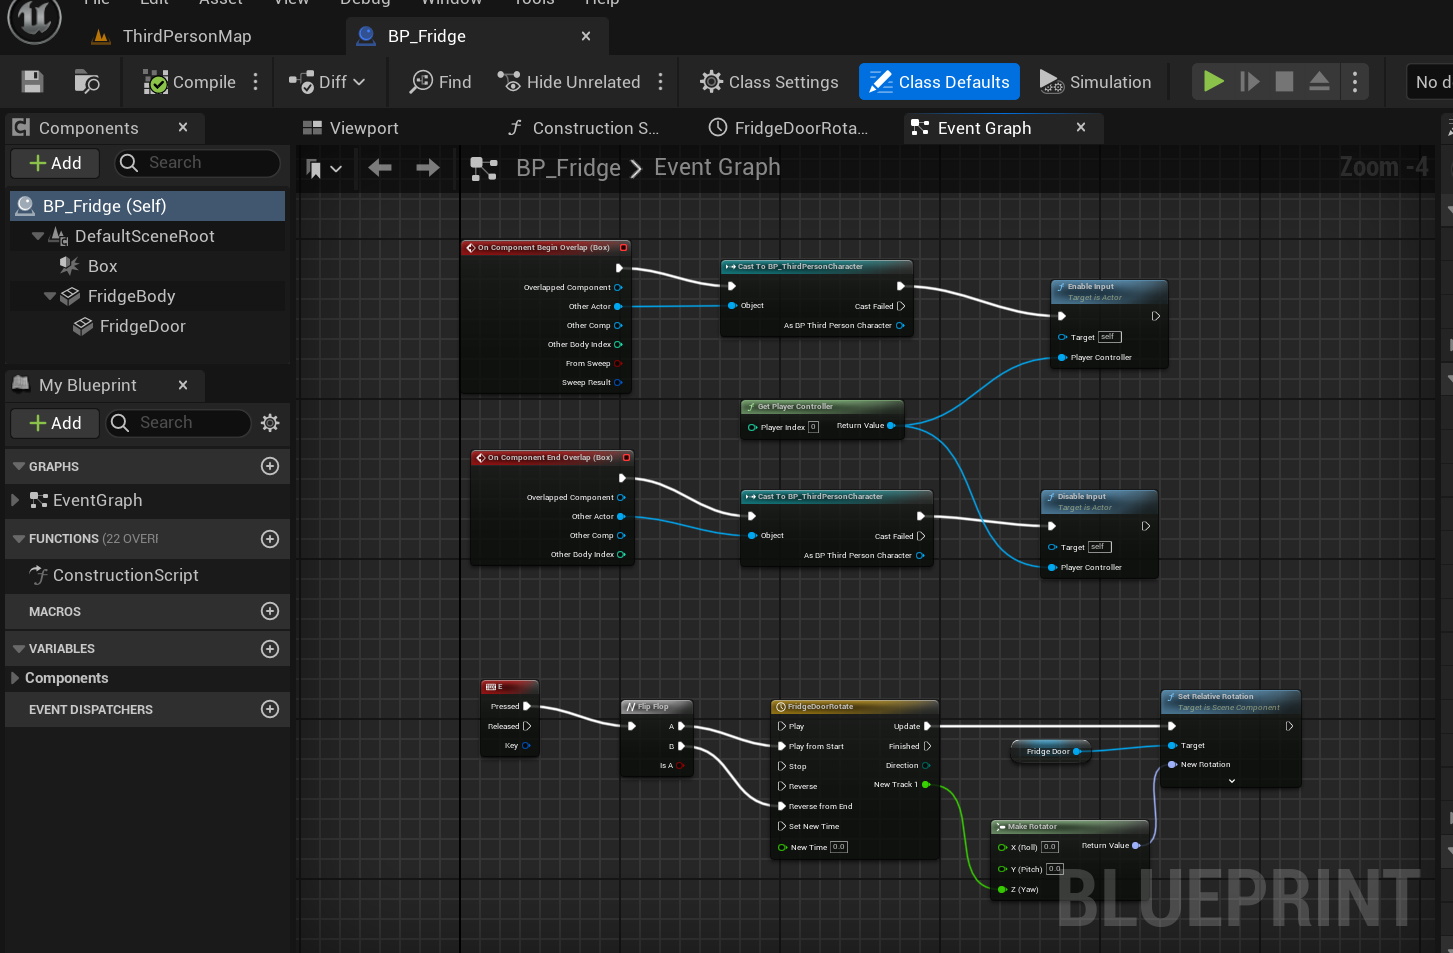 File Edit Asset View Debug Window Tools Help
ThirdPersonMap
BP_Fridge
Compile
Diff
Find
Hide Unrelated
Class Settings
Class Defaults
Simulation
No d
Components
Viewport
Construction S...
FridgeDoorRota...
Event Graph
Add
Search
BP_Fridge > Event Graph
Zoom -4
BP_Fridge (Self)
DefaultSceneRoot
Box
FridgeBody
FridgeDoor
My Blueprint
Add
Search
GRAPHS
EventGraph
FUNCTIONS (22 OVERI
ConstructionScript
MACROS
VARIABLES
Components
EVENT DISPATCHERS
On Component Begin Overlap (Box)
Overlapped Component
Other Actor
Other Comp
Other Body Index
From Sweep
Sweep Result
Cast To BP_ThirdPersonCharacter
Object
Cast Failed
As BP Third Person Character
Enable Input
Target is Actor
Target self
Player Controller
Get Player Controller
Player Index 0
Return Value
On Component End Overlap (Box)
Overlapped Component
Other Actor
Other Comp
Other Body Index
Cast To BP_ThirdPersonCharacter
Object
Cast Failed
As BP Third Person Character
Disable Input
Target is Actor
Target self
Player Controller
E
Pressed
Released
Key
Flip Flop
A
B
Is A
FridgeDoorRotate
Play
Update
Play from Start
Finished
Stop
Direction
Reverse
New Track 1
Reverse from End
Set New Time
New Time 0.0
Fridge Door
Set Relative Rotation
Target is Scene Component
Target
New Rotation
Make Rotator
X (Roll) 0.0
Return Value
Y (Pitch) 0.0
Z (Yaw)
BLUEPRINT